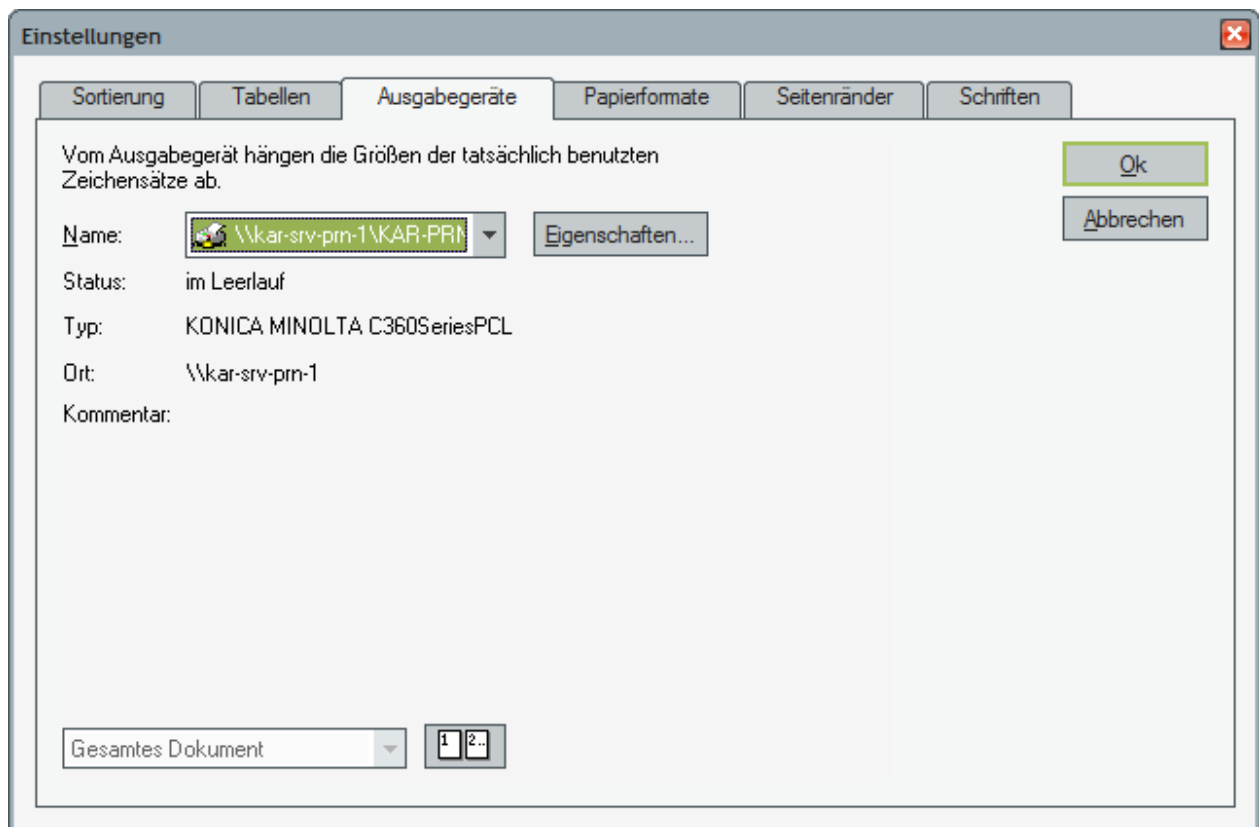 Einstellungen
Sortierung
Tabellen
Ausgabegeräte
Papierformate
Seitenränder
Schriften
Vom Ausgabegerät hängen die Größen der tatsächlich benutzten
Zeichensätze ab.
Ok
Abbrechen
Name: \\kar-srv-prn-1\KAR-PRN Eigenschaften...
Status: im Leerlauf
Typ: KONICA MINOLTA C360SeriesPCL
Ort: \\kar-srv-prn-1
Kommentar:
Gesamtes Dokument
1 2..